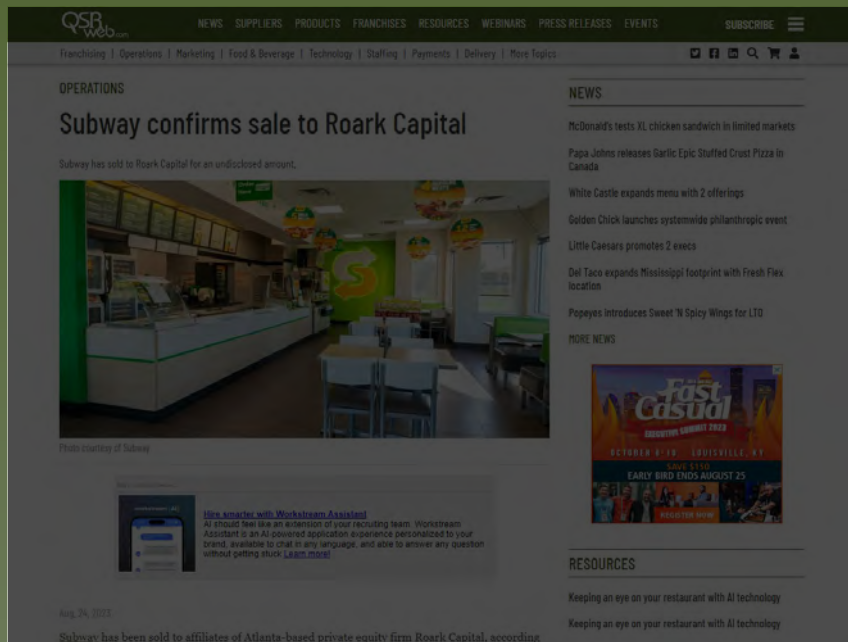 QSR
web.com
NEWS SUPPLIERS PRODUCTS FRANCHISES RESOURCES WEBINARS PRESS RELEASES EVENTS SUBSCRIBE
Franchising | Operations | Marketing | Food & Beverage | Technology | Staffing | Payments | Delivery | More Topics
OPERATIONS
Subway confirms sale to Roark Capital
Subway has sold to Roark Capital for an undisclosed amount.
Photo courtesy of Subway
Hire smarter with Workstream Assistant
AI should feel like an extension of your recruiting team. Workstream
Assistant is an AI-powered application experience personalized to your
brand, available to chat in any language, and able to answer any question
without getting stuck Learn more!
Aug. 24, 2023
Subway has been sold to affiliates of Atlanta-based private equity firm Roark Capital, according
NEWS
McDonald's tests XL chicken sandwich in limited markets
Papa Johns releases Garlic Epic Stuffed Crust Pizza in
Canada
White Castle expands menu with 2 offerings
Golden Chick launches systemwide philanthropic event
Little Caesars promotes 2 execs
Del Taco expands Mississippi footprint with Fresh Flex
location
Popeyes introduces Sweet 'N Spicy Wings for LTO
MORE NEWS
Fast
Casual
EXECUTIVE SUMMIT 2023
OCTOBER 8-10 LOUISVILLE, KY
SAVE $150
EARLY BIRD ENDS AUGUST 25
REGISTER NOW
RESOURCES
Keeping an eye on your restaurant with AI technology
Keeping an eye on your restaurant with AI technology